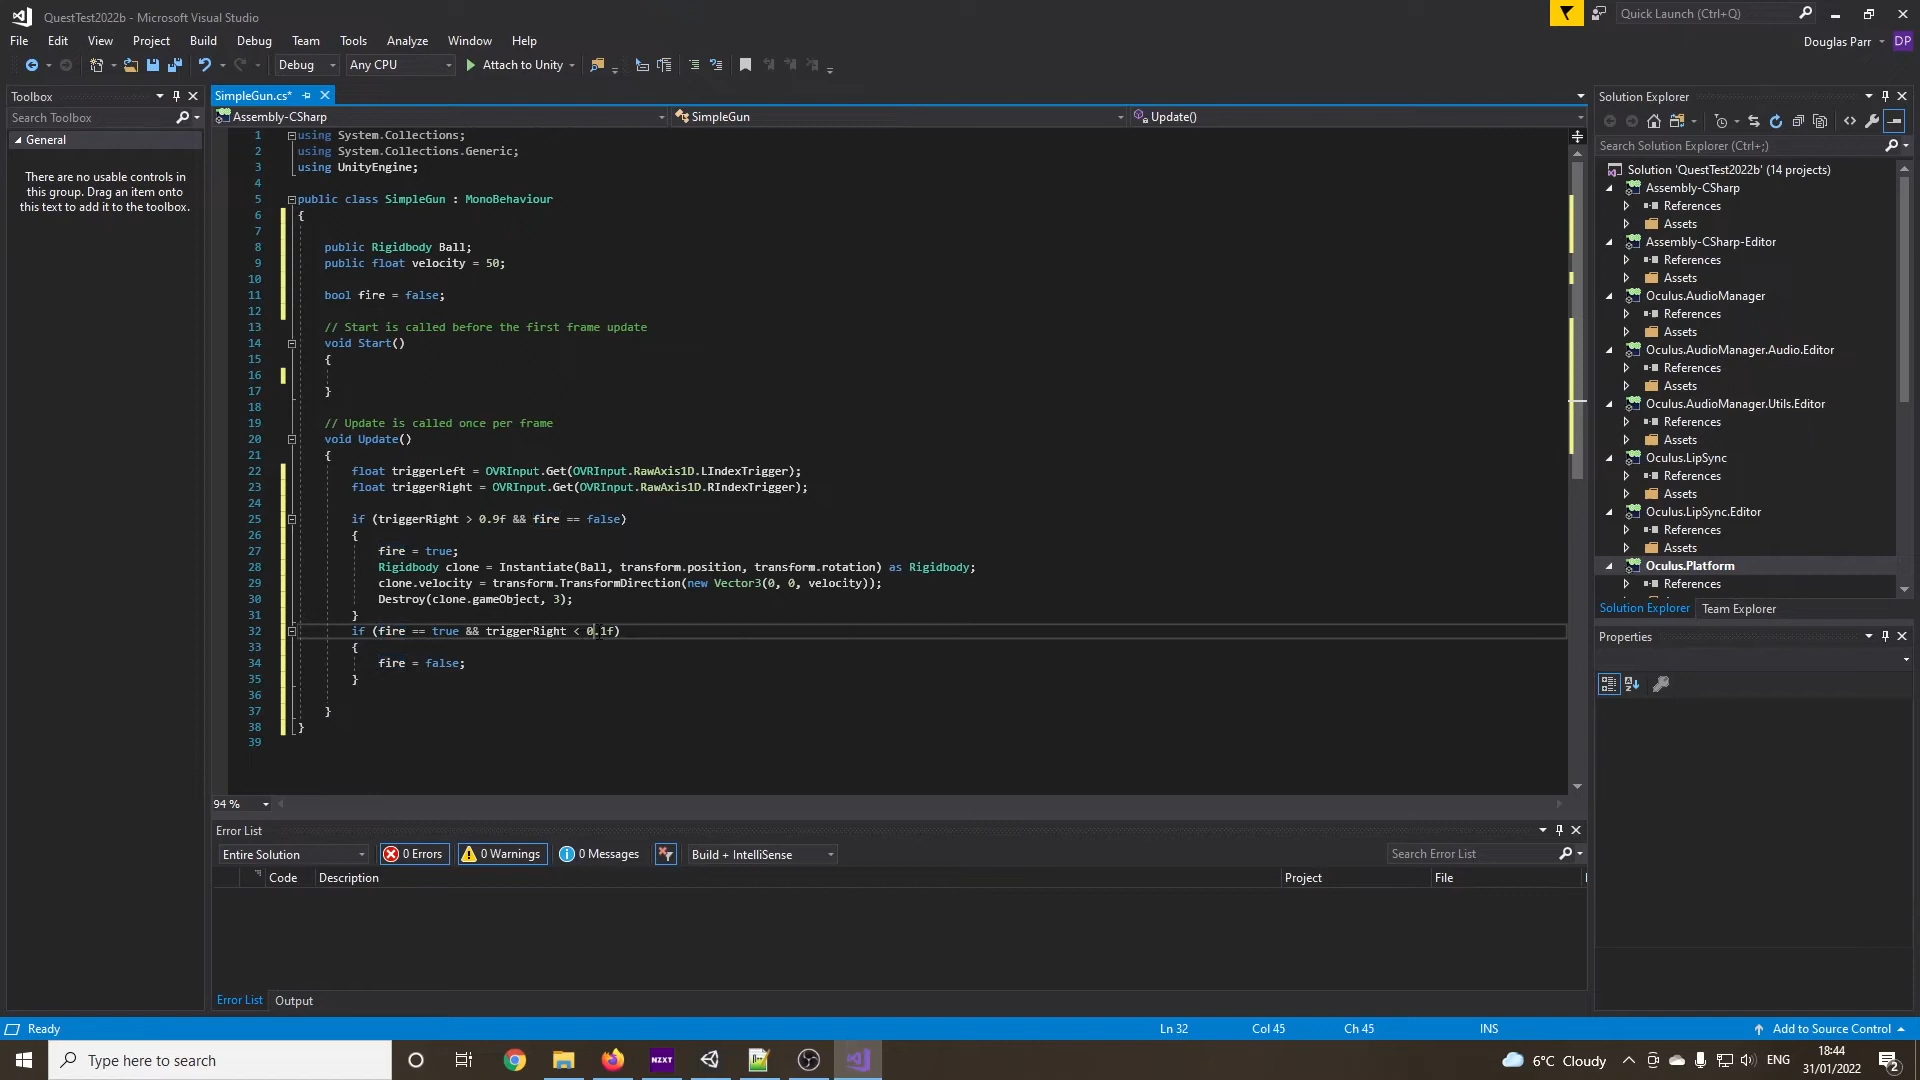 QuestTest2022b - Microsoft Visual Studio
Quick Launch (Ctrl+Q)
File Edit View Project Build Debug Team Tools Analyze Window Help
Douglas Parr DP
Debug Any CPU Attach to Unity
Toolbox
Search Toolbox
General
There are no usable controls in
this group. Drag an item onto
this text to add it to the toolbox.
SimpleGun.cs*
Assembly-CSharp SimpleGun Update()
1 using System.Collections;
2 using System.Collections.Generic;
3 using UnityEngine;
4
5 public class SimpleGun : MonoBehaviour
6 {
7
8 public Rigidbody Ball;
9 public float velocity = 50;
10
11 bool fire = false;
12
13 // Start is called before the first frame update
14 void Start()
15 {
16
17 }
18
19 // Update is called once per frame
20 void Update()
21 {
22 float triggerLeft = OVRInput.Get(OVRInput.RawAxis1D.LIndexTrigger);
23 float triggerRight = OVRInput.Get(OVRInput.RawAxis1D.RIndexTrigger);
24
25 if (triggerRight > 0.9f && fire == false)
26 {
27 fire = true;
28 Rigidbody clone = Instantiate(Ball, transform.position, transform.rotation) as Rigidbody;
29 clone.velocity = transform.TransformDirection(new Vector3(0, 0, velocity));
30 Destroy(clone.gameObject, 3);
31 }
32 if (fire == true && triggerRight < 0.1f)
33 {
34 fire = false;
35 }
36
37 }
38 }
39
94 %
Solution Explorer
Search Solution Explorer (Ctrl+;)
Solution 'QuestTest2022b' (14 projects)
Assembly-CSharp
References
Assets
Assembly-CSharp-Editor
References
Assets
Oculus.AudioManager
References
Assets
Oculus.AudioManager.Audio.Editor
References
Assets
Oculus.AudioManager.Utils.Editor
References
Assets
Oculus.LipSync
References
Assets
Oculus.LipSync.Editor
References
Assets
Oculus.Platform
References
Solution Explorer Team Explorer
Properties
Error List
Entire Solution 0 Errors 0 Warnings 0 Messages Build + IntelliSense Search Error List
Code Description Project File
Error List Output
Ready Ln 32 Col 45 Ch 45 INS Add to Source Control
Type here to search NZXT 6°C Cloudy ENG 18:44
31/01/2022 2